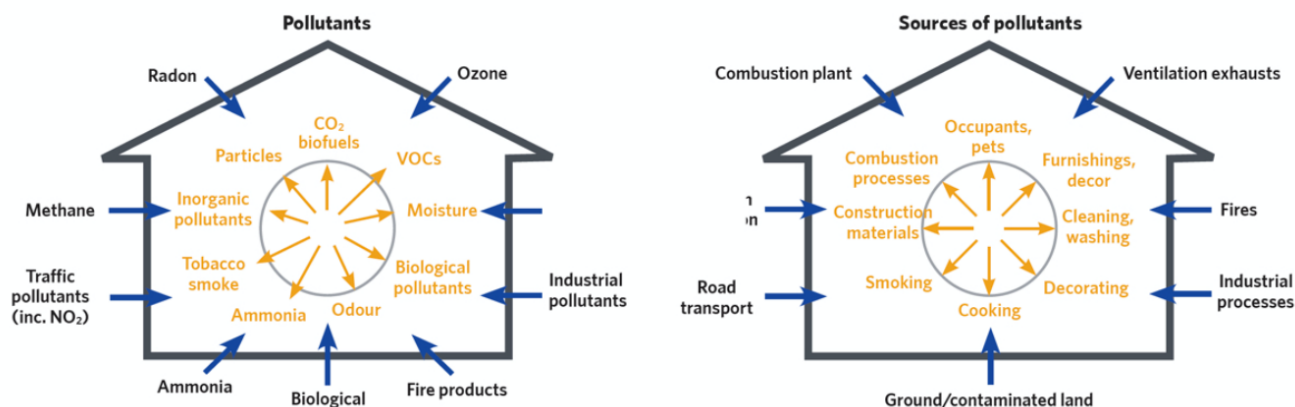 Pollutants
Radon
Ozone
CO₂
biofuels
Particles
VOCs
Inorganic
pollutants
Methane
Moisture
Tobacco
smoke
Biological
pollutants
Traffic
pollutants
(inc. NO₂)
Industrial
pollutants
Ammonia
Odour
Ammonia
Biological
Fire products
Sources of pollutants
Combustion plant
Ventilation exhausts
Occupants,
pets
Combustion
processes
Furnishings,
decor
Construction
materials
Cleaning,
washing
Fires
Smoking
Decorating
Road
transport
Industrial
processes
Cooking
Ground/contaminated land